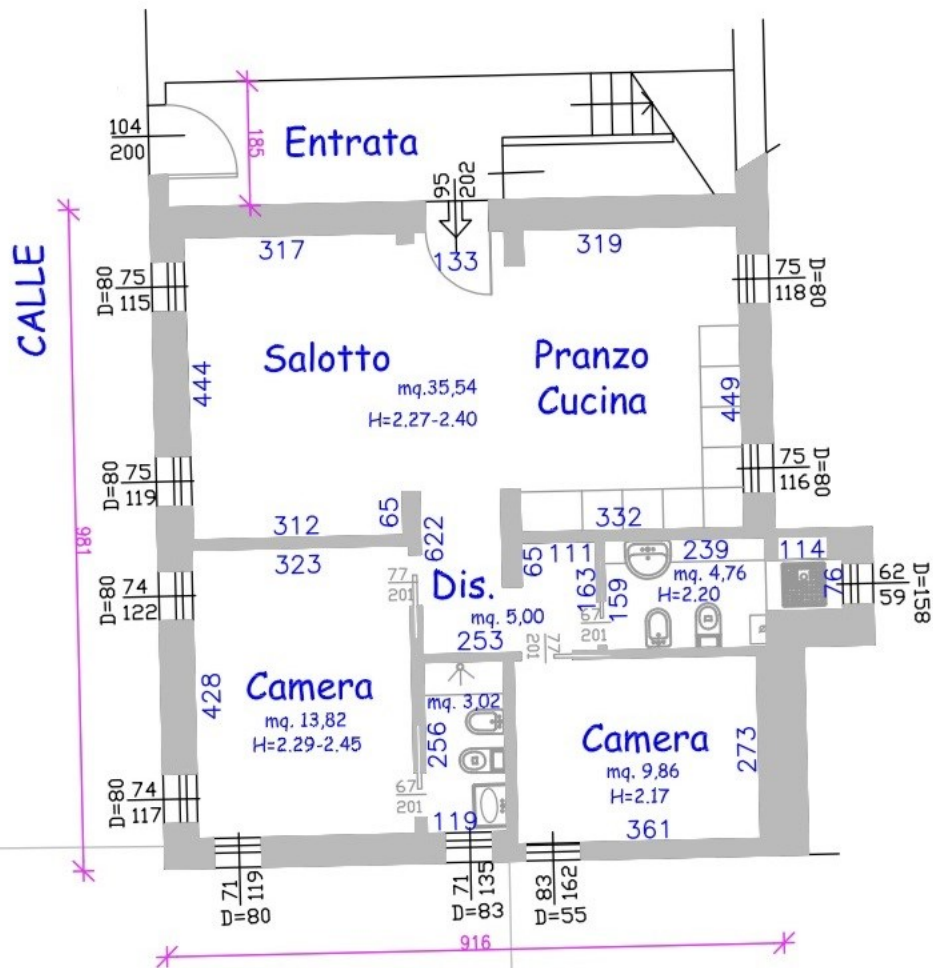 104
200
185
Entrata
95
202
CALLE
317
133
319
D=80
75
115
75
118
D=80
Salotto
Pranzo
Cucina
mq.35,54
H=2.27-2.40
444
449
D=80
75
119
75
116
D=80
312
65
622
332
981
323
65
111
239
114
D=80
74
122
77
201
Dis.
mq. 5,00
253
163
159
mq. 4,76
H=2.20
67
201
76
62
59
D=158
77
201
428
Camera
mq. 13,82
H=2.29-2.45
mq. 3,02
256
Camera
mq. 9,86
H=2.17
273
D=80
74
117
67
201
119
361
71
119
D=80
71
135
D=83
83
162
D=55
916